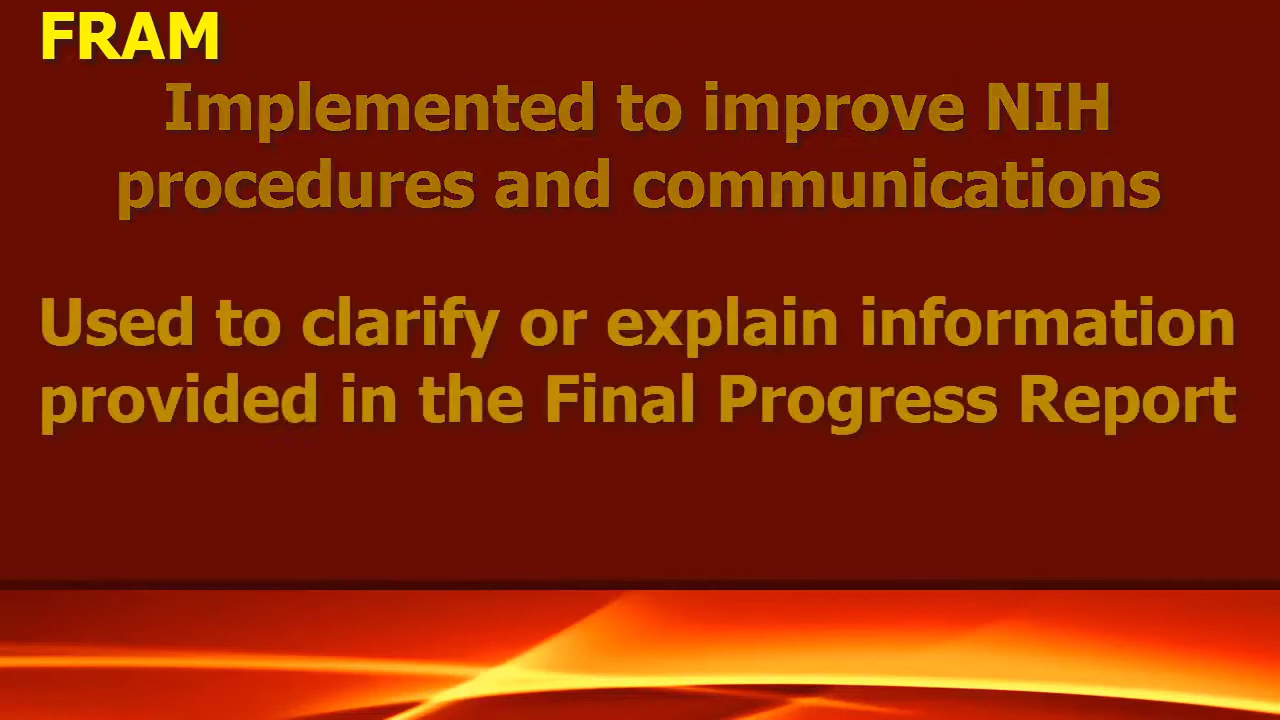 FRAM
Implemented to improve NIH
procedures and communications
Used to clarify or explain information
provided in the Final Progress Report